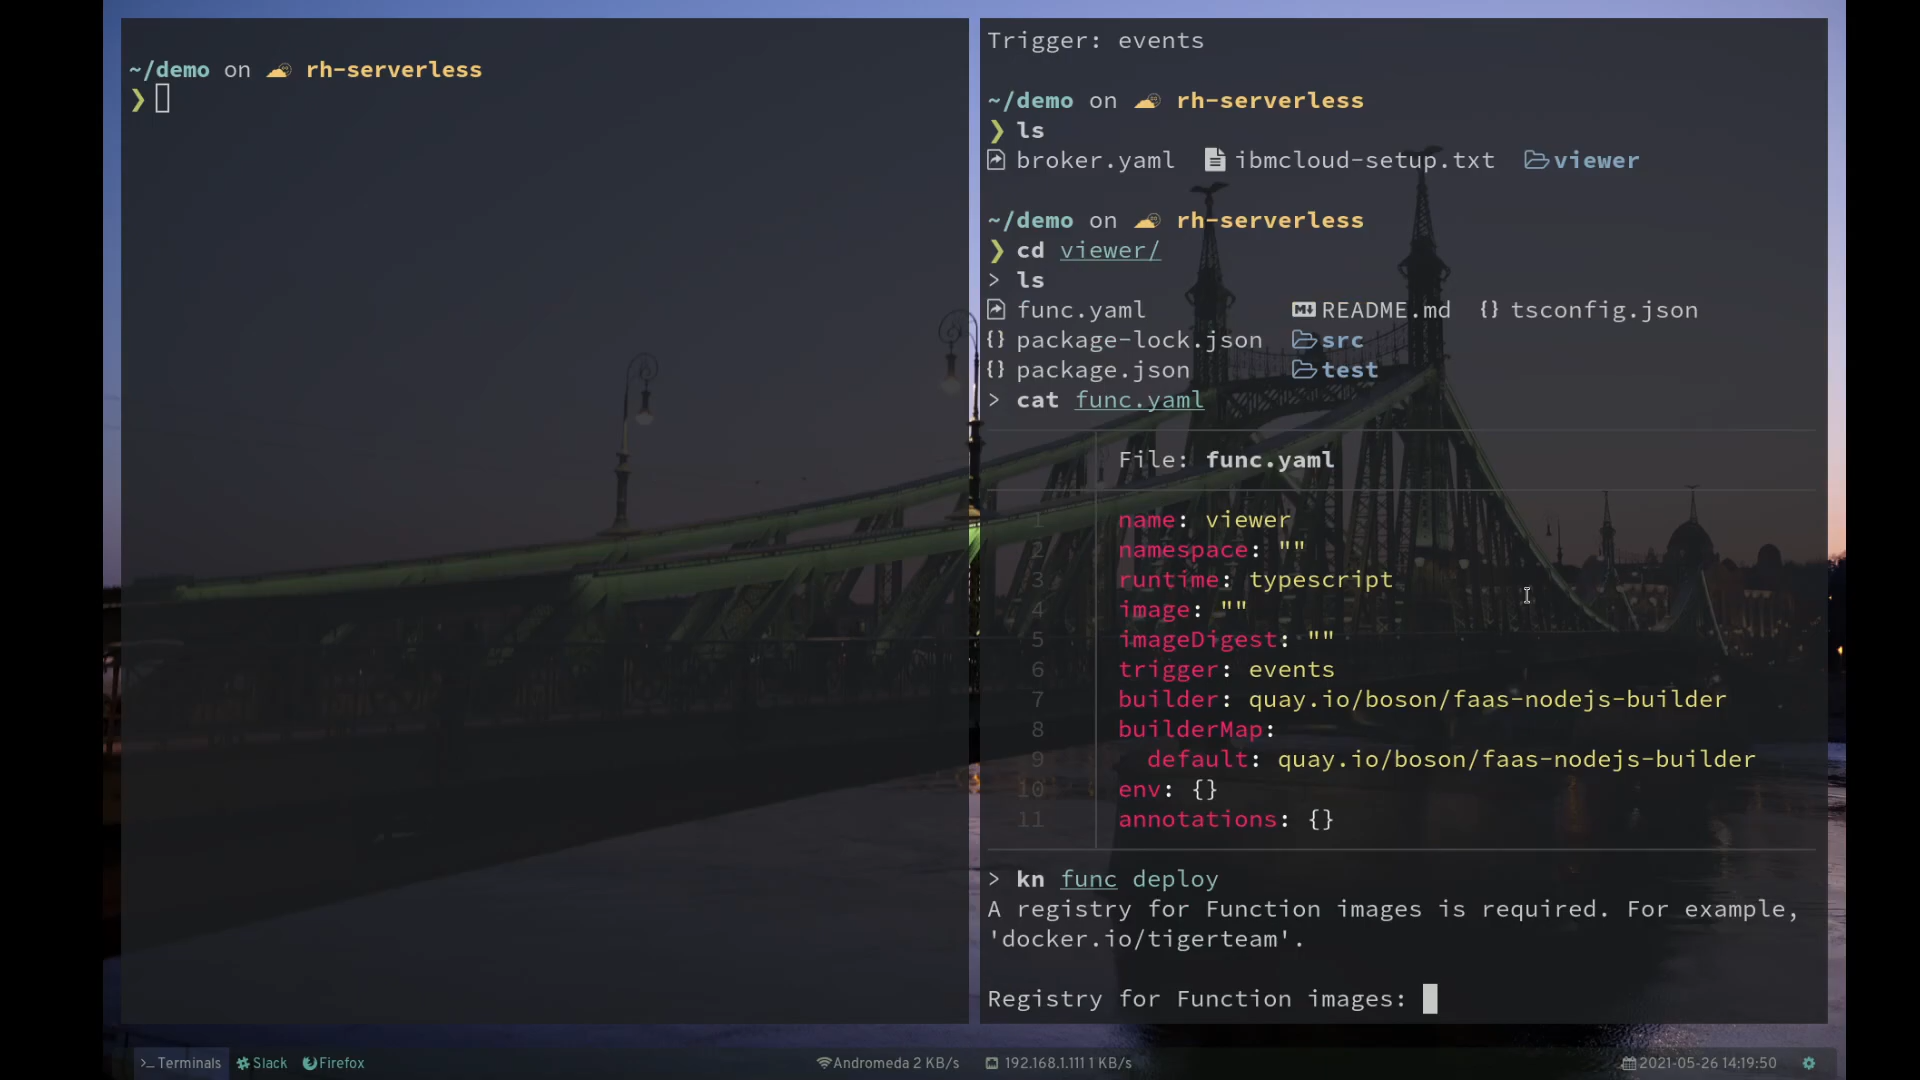 ~/demo on rh-serverless
❯
Trigger: events
~/demo on rh-serverless
❯ ls
broker.yaml ibmcloud-setup.txt viewer
~/demo on rh-serverless
❯ cd viewer/
> ls
func.yaml README.md {} tsconfig.json
{} package-lock.json src
{} package.json test
> cat func.yaml
File: func.yaml
1 name: viewer
2 namespace: ""
3 runtime: typescript
4 image: ""
5 imageDigest: ""
6 trigger: events
7 builder: quay.io/boson/faas-nodejs-builder
8 builderMap:
9 default: quay.io/boson/faas-nodejs-builder
10 env: {}
11 annotations: {}
> kn func deploy
A registry for Function images is required. For example,
'docker.io/tigerteam'.
Registry for Function images:
>_ Terminals Slack Firefox Andromeda 2 KB/s 192.168.1.111 1 KB/s 2021-05-26 14:19:50